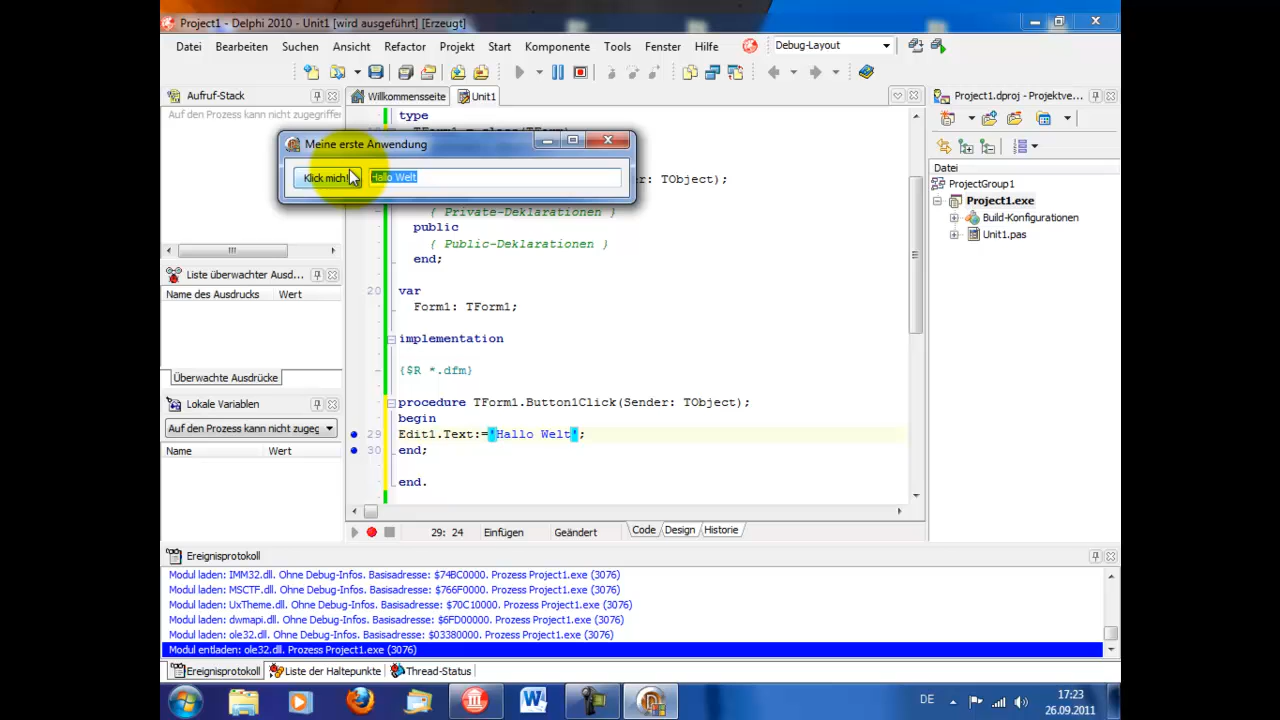 Project1 - Delphi 2010 - Unit1 [wird ausgeführt] [Erzeugt]
Datei Bearbeiten Suchen Ansicht Refactor Projekt Start Komponente Tools Fenster Hilfe Debug-Layout
Aufruf-Stack
Auf den Prozess kann nicht zugegriffen
Willkommensseite Unit1
type
Meine erste Anwendung
Klick mich! Hallo Welt
r: TObject);
{ Private-Deklarationen }
public
{ Public-Deklarationen }
end;
20 var
Form1: TForm1;
implementation
{$R *.dfm}
procedure TForm1.Button1Click(Sender: TObject);
begin
29 Edit1.Text:='Hallo Welt';
30 end;
end.
29: 24 Einfügen Geändert Code Design Historie
Liste überwachter Ausd...
Name des Ausdrucks Wert
Überwachte Ausdrücke
Lokale Variablen
Auf den Prozess kann nicht zugeg
Name Wert
Project1.dproj - Projektve...
Datei
ProjectGroup1
Project1.exe
Build-Konfigurationen
Unit1.pas
Ereignisprotokoll
Modul laden: IMM32.dll. Ohne Debug-Infos. Basisadresse: $74BC0000. Prozess Project1.exe (3076)
Modul laden: MSCTF.dll. Ohne Debug-Infos. Basisadresse: $766F0000. Prozess Project1.exe (3076)
Modul laden: UxTheme.dll. Ohne Debug-Infos. Basisadresse: $70C10000. Prozess Project1.exe (3076)
Modul laden: dwmapi.dll. Ohne Debug-Infos. Basisadresse: $6FD00000. Prozess Project1.exe (3076)
Modul laden: ole32.dll. Ohne Debug-Infos. Basisadresse: $03380000. Prozess Project1.exe (3076)
Modul entladen: ole32.dll. Prozess Project1.exe (3076)
Ereignisprotokoll Liste der Haltepunkte Thread-Status
DE
17:23
26.09.2011